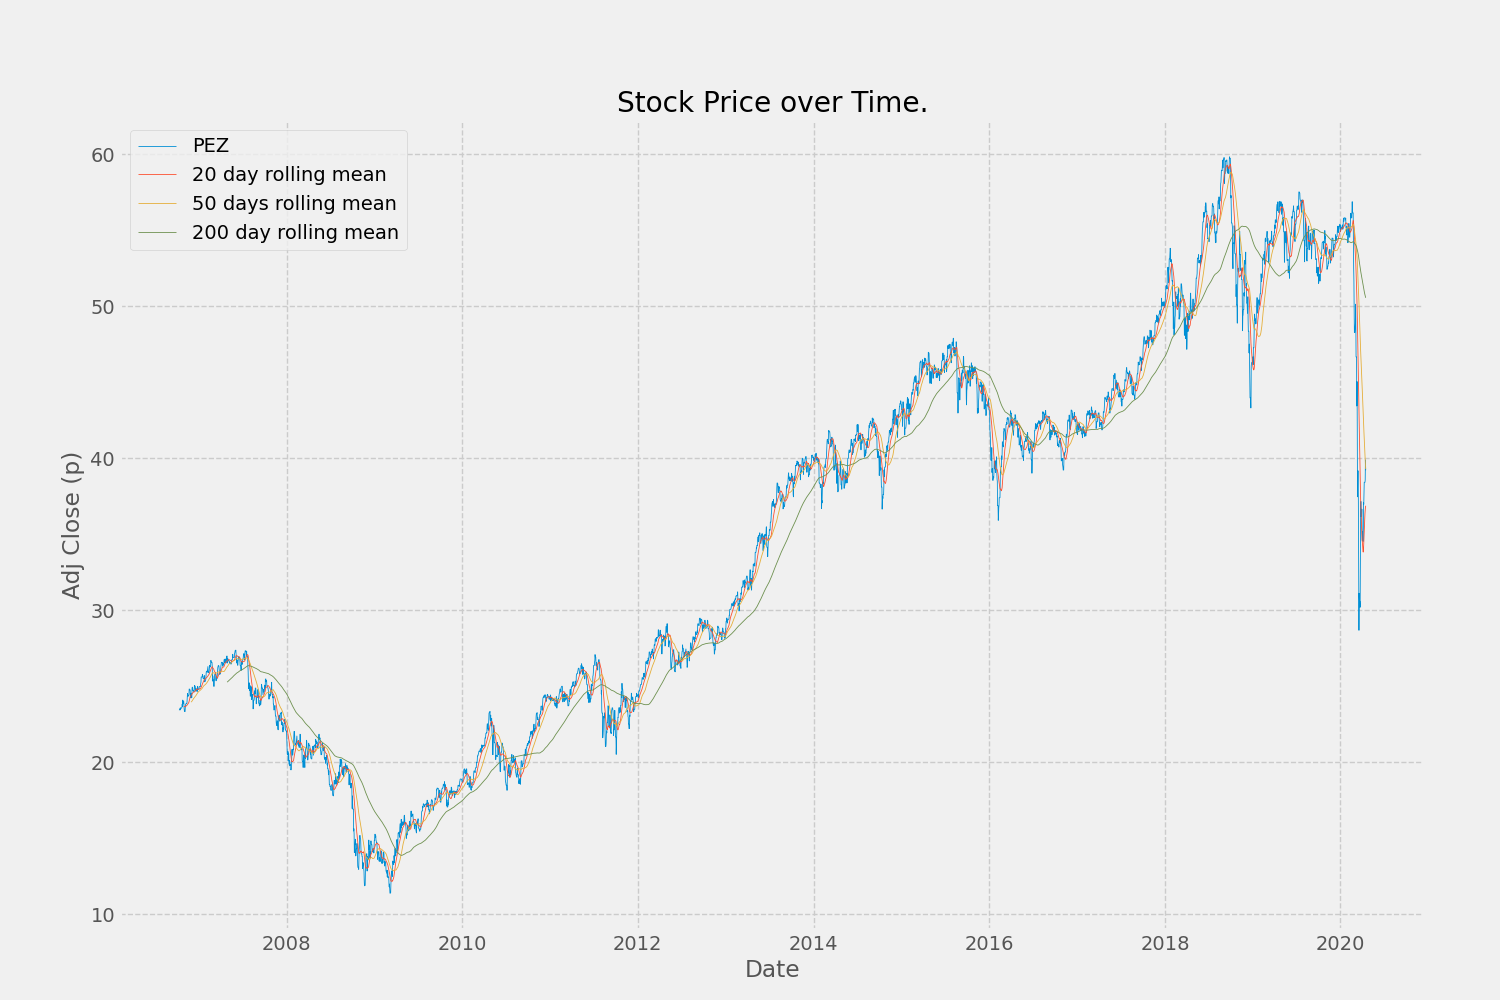 Stock Price over Time.
PEZ
20 day rolling mean
50 days rolling mean
200 day rolling mean
60
50
40
30
20
10
Adj Close (p)
2008 2010 2012 2014 2016 2018 2020
Date